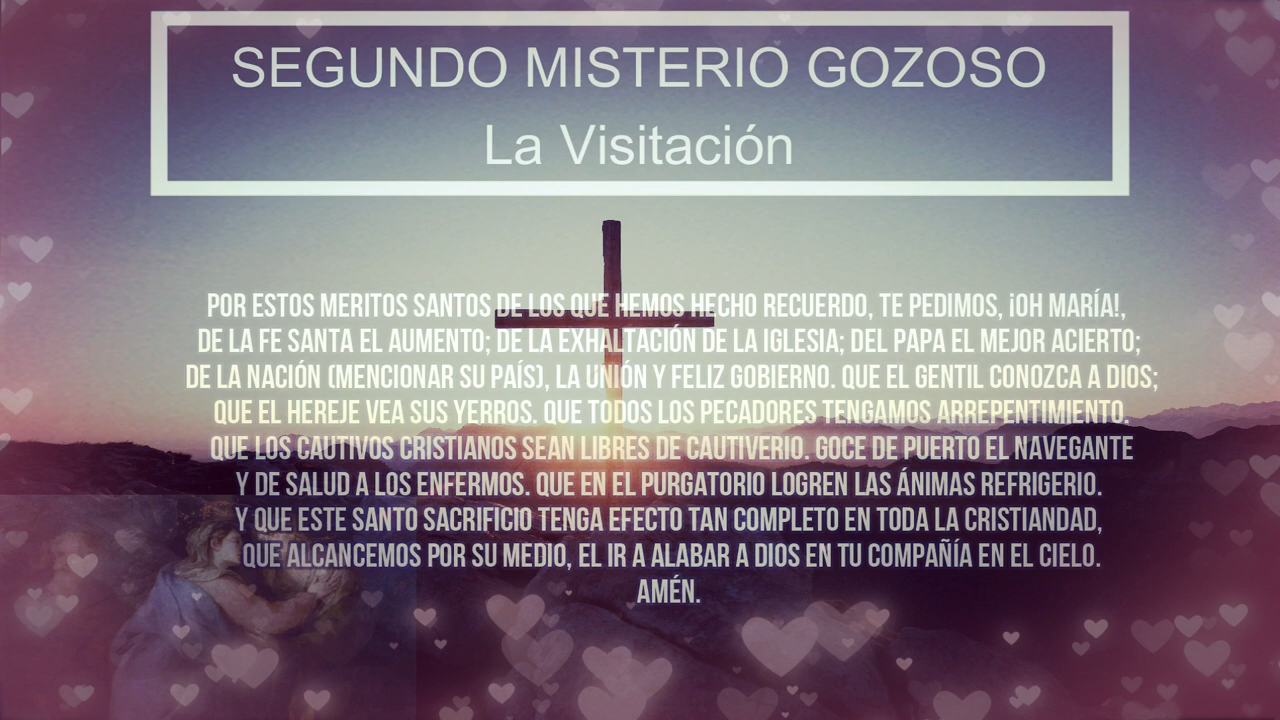 SEGUNDO MISTERIO GOZOSO
La Visitación
POR ESTOS MERITOS SANTOS DE LOS QUE HEMOS HECHO RECUERDO, TE PEDIMOS, ¡OH MARÍA!,
DE LA FE SANTA EL AUMENTO; DE LA EXHALTACIÓN DE LA IGLESIA; DEL PAPA EL MEJOR ACIERTO;
DE LA NACIÓN (MENCIONAR SU PAÍS), LA UNIÓN Y FELIZ GOBIERNO. QUE EL GENTIL CONOZCA A DIOS;
QUE EL HEREJE VEA SUS YERROS. QUE TODOS LOS PECADORES TENGAMOS ARREPENTIMIENTO.
QUE LOS CAUTIVOS CRISTIANOS SEAN LIBRES DE CAUTIVERIO. GOCE DE PUERTO EL NAVEGANTE
Y DE SALUD A LOS ENFERMOS. QUE EN EL PURGATORIO LOGREN LAS ÁNIMAS REFRIGERIO.
Y QUE ESTE SANTO SACRIFICIO TENGA EFECTO TAN COMPLETO EN TODA LA CRISTIANDAD,
QUE ALCANCEMOS POR SU MEDIO, EL IR A ALABAR A DIOS EN TU COMPAÑÍA EN EL CIELO.
AMÉN.